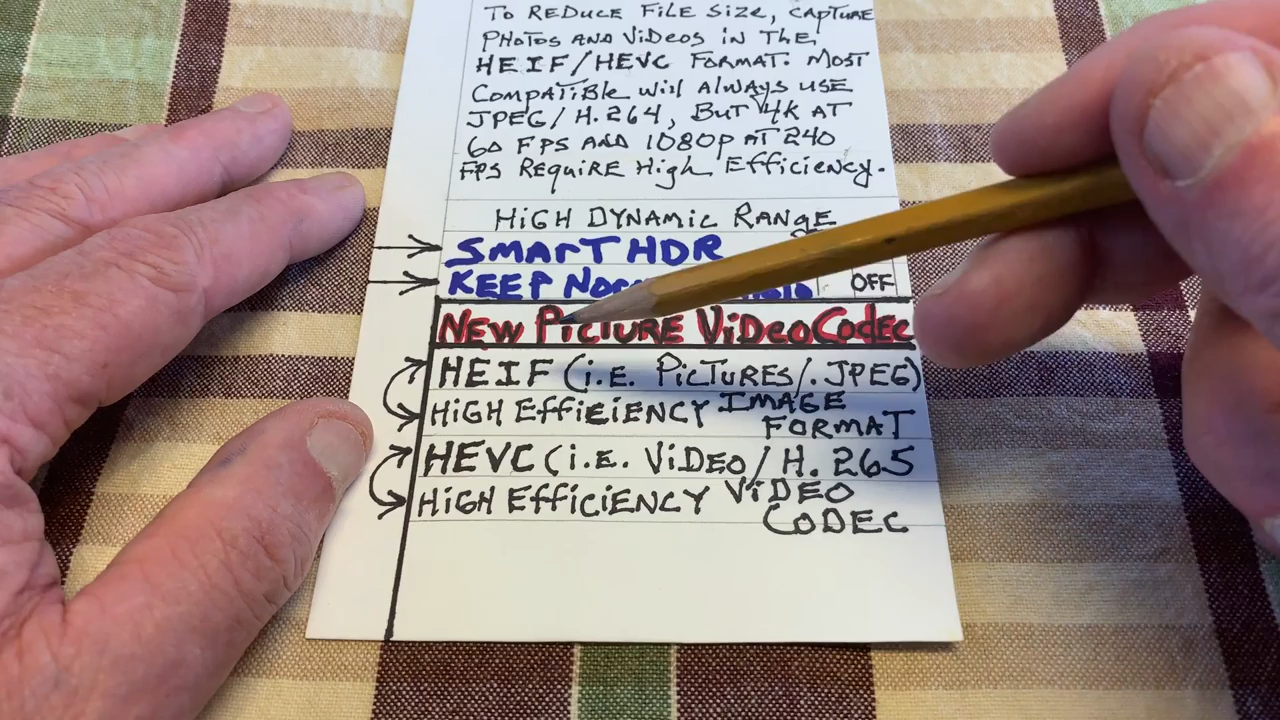 TO REDUCE FILE SIZE, CAPTURE
PHOTOS AND VIDEOS IN THE
HEIF/HEVC FORMAT. MOST
COMPATIBLE WILL ALWAYS USE
JPEG/H.264, BUT 4K AT
60 FPS AND 1080p AT 240
FPS REQUIRE HIGH EFFICIENCY.
HIGH DYNAMIC RANGE
SMART HDR
KEEP OFF
NEW PICTURE VIDEO CODEC
HEIF (i.E. PICTURES/.JPEG)
HIGH EFFIEIENCY IMAGE
FORMAT
HEVC (i.E. VIDEO/H.265
HIGH EFFICIENCY VIDEO
CODEC